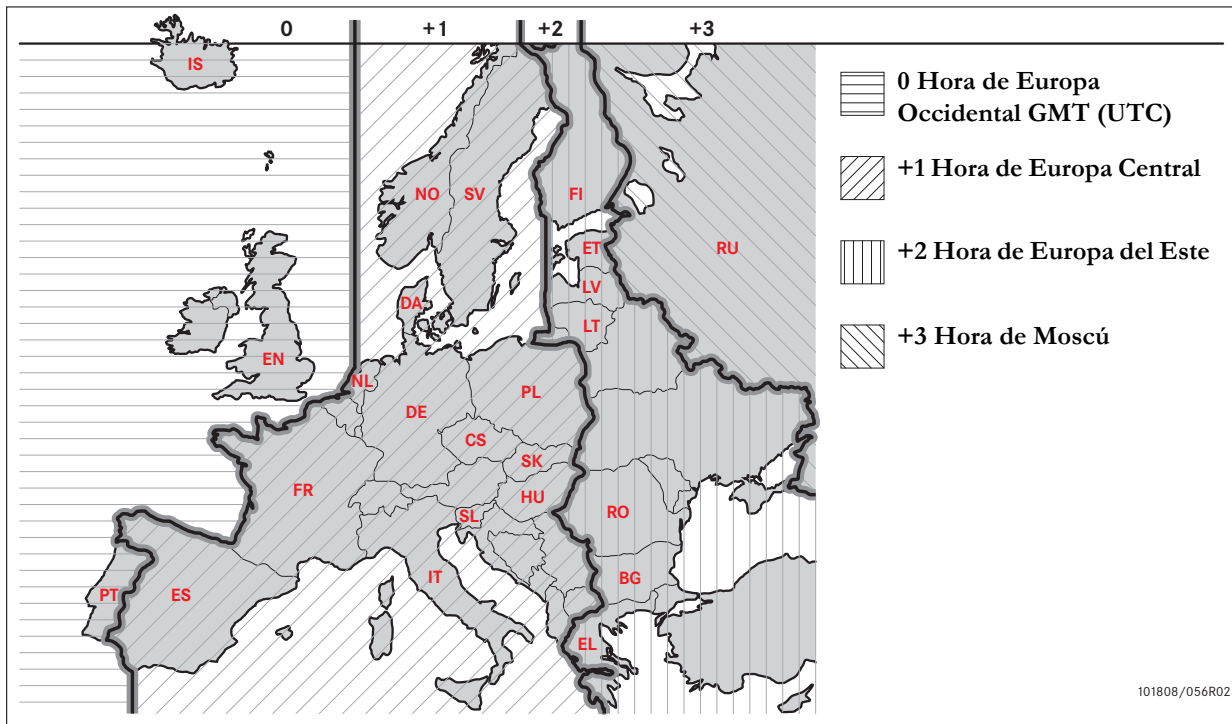 0 +1 +2 +3
IS
0 Hora de Europa
Occidental GMT (UTC)
+1 Hora de Europa Central
NO SV FI
ET RU
+2 Hora de Europa del Este
LV
DA
LT
+3 Hora de Moscú
EN
NL
PL
DE
CS
SK
FR
HU
SL
RO
IT
BG
PT ES
EL
101808/056R02